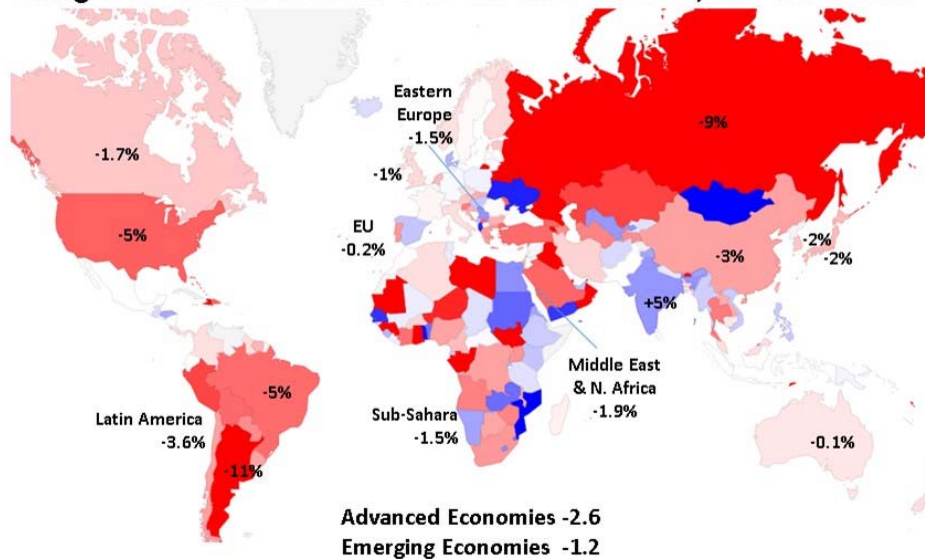 -1.7%
-5%
Eastern
Europe
-1.5%
-1%
EU
-0.2%
-9%
-3%
-2%
-2%
+5%
Middle East
& N. Africa
-1.9%
Sub-Sahara
-1.5%
Latin America
-3.6%
-5%
-11%
-0.1%
Advanced Economies -2.6
Emerging Economies -1.2